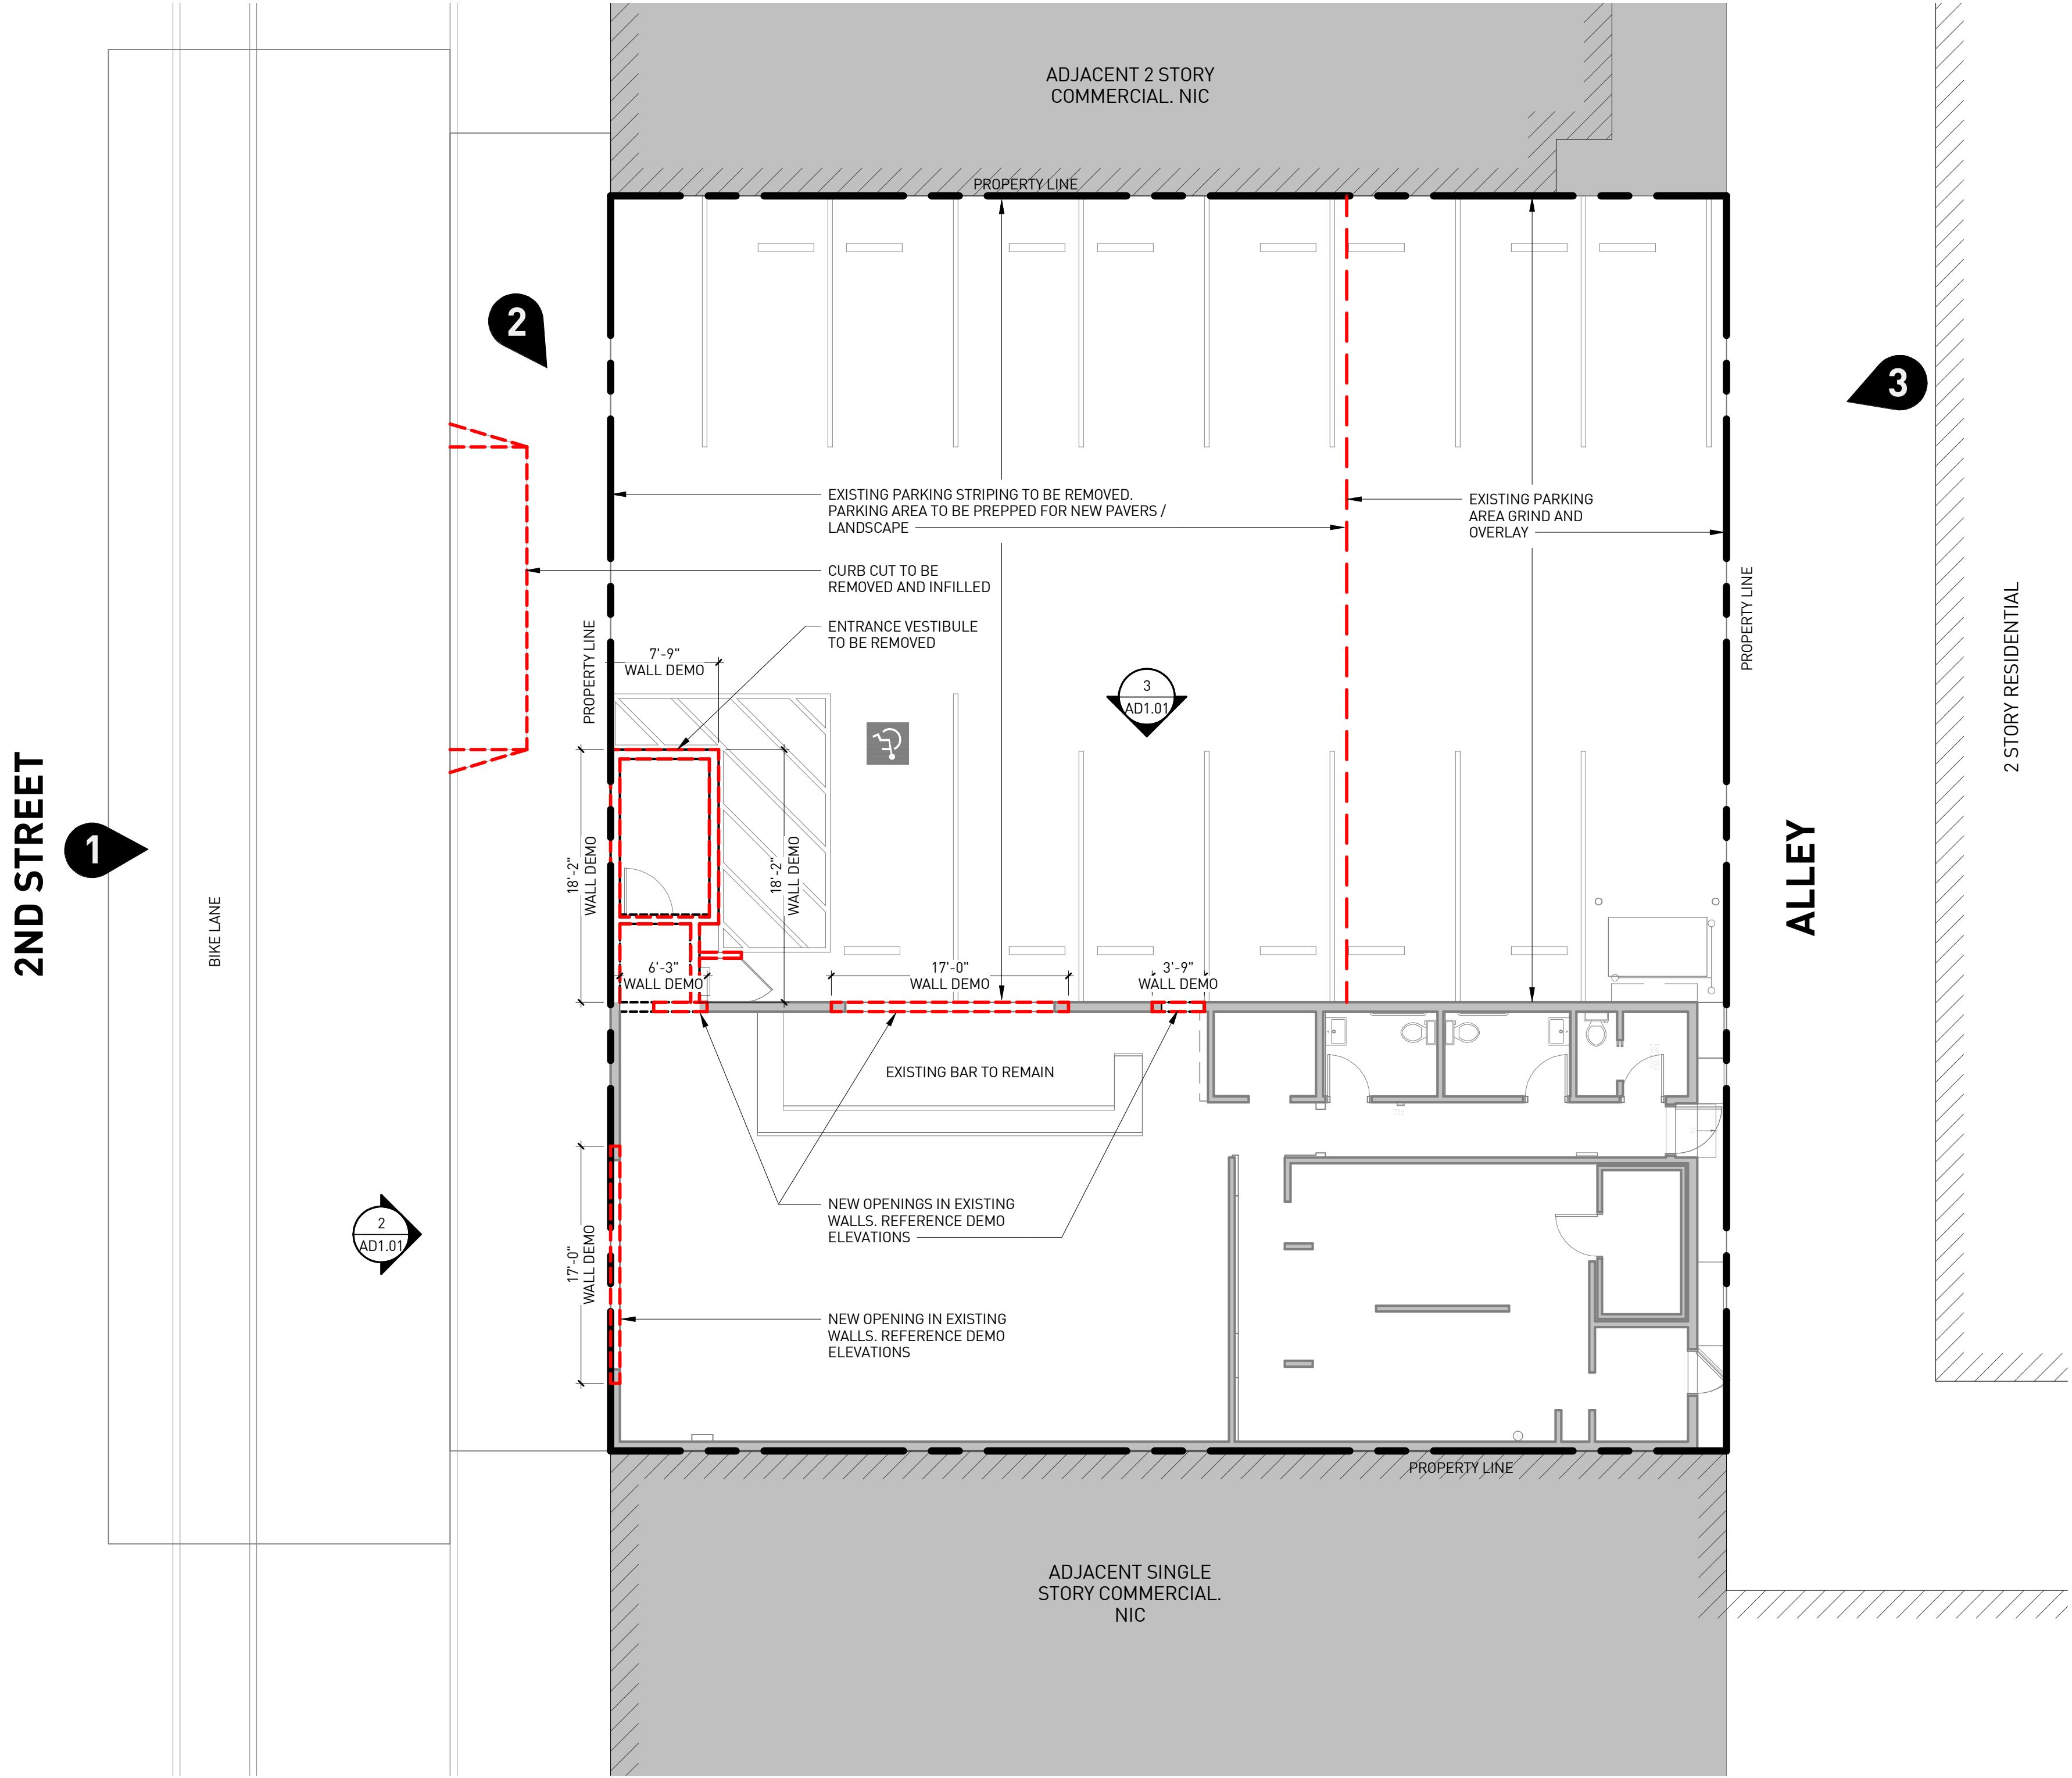 ADJACENT 2 STORY
COMMERCIAL. NIC
PROPERTY LINE
2
3
EXISTING PARKING STRIPING TO BE REMOVED.
PARKING AREA TO BE PREPPED FOR NEW PAVERS /
LANDSCAPE
EXISTING PARKING
AREA GRIND AND
OVERLAY
CURB CUT TO BE
REMOVED AND INFILLED
ENTRANCE VESTIBULE
TO BE REMOVED
PROPERTY LINE
PROPERTY LINE
2 STORY RESIDENTIAL
7'-9"
WALL DEMO
3
AD1.01
2ND STREET
1
BIKE LANE
18'-2"
WALL DEMO
18'-2"
WALL DEMO
ALLEY
6'-3"
WALL DEMO
17'-0"
WALL DEMO
3'-9"
WALL DEMO
EXISTING BAR TO REMAIN
2
AD1.01
17'-0"
WALL DEMO
NEW OPENINGS IN EXISTING
WALLS. REFERENCE DEMO
ELEVATIONS
NEW OPENING IN EXISTING
WALLS. REFERENCE DEMO
ELEVATIONS
PROPERTY LINE
ADJACENT SINGLE
STORY COMMERCIAL.
NIC